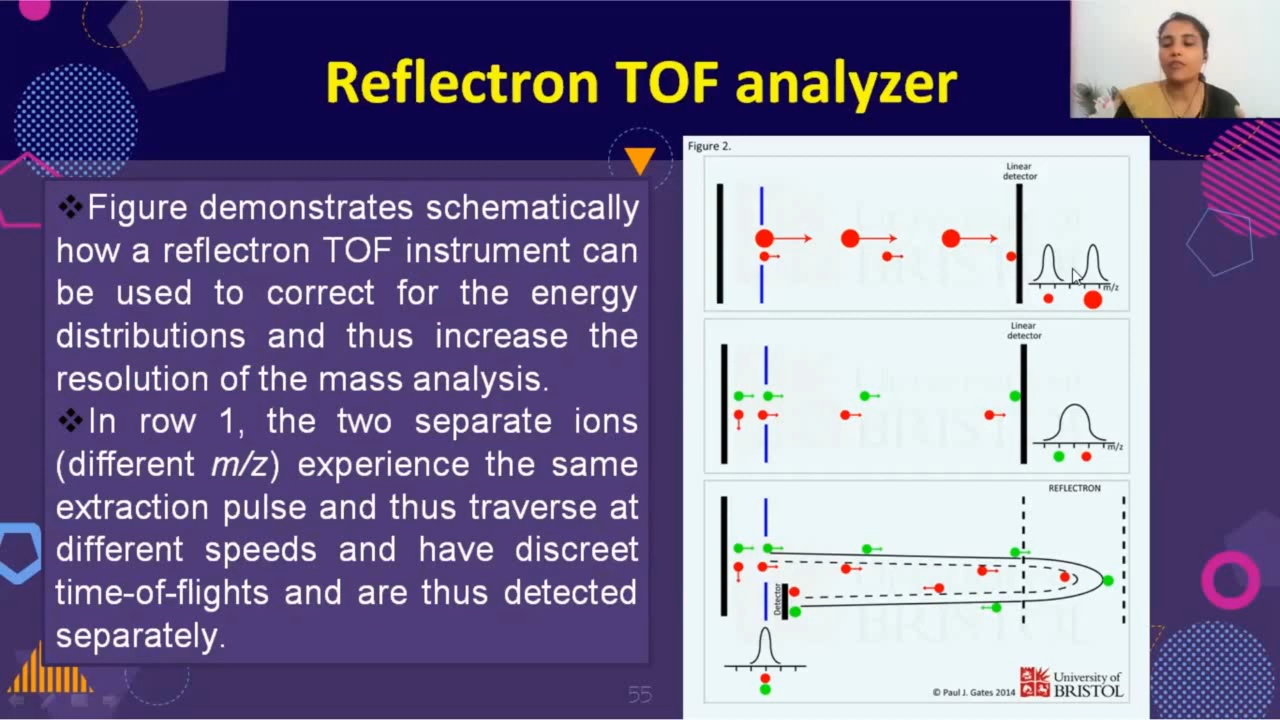 Reflectron TOF analyzer
❖Figure demonstrates schematically
how a reflectron TOF instrument can
be used to correct for the energy
distributions and thus increase the
resolution of the mass analysis.
❖In row 1, the two separate ions
(different m/z) experience the same
extraction pulse and thus traverse at
different speeds and have discreet
time-of-flights and are thus detected
separately.
55
Figure 2.
Linear
detector
m/z
Linear
detector
m/z
REFLECTRON
Detector
© Paul J. Gates 2014
University of
BRISTOL